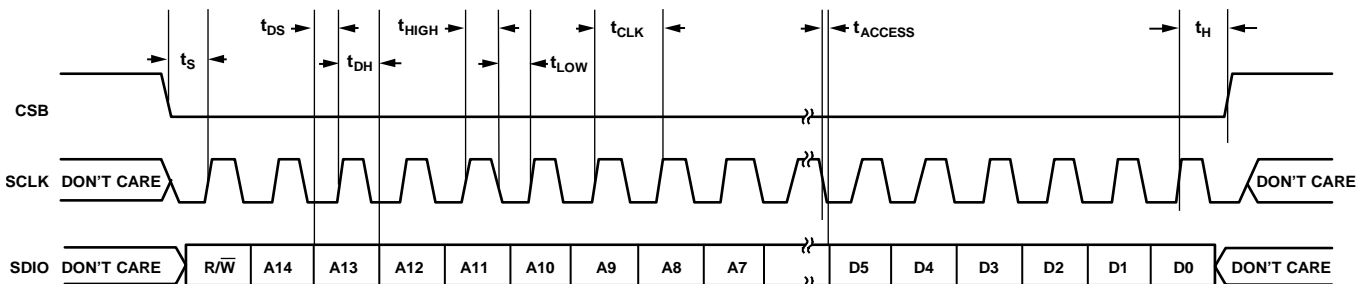 tDS
tHIGH
tCLK
tACCESS
tH
tS
tDH
tLOW
CSB
SCLK DON'T CARE
DON'T CARE
SDIO DON'T CARE R/W̅ A14 A13 A12 A11 A10 A9 A8 A7 D5 D4 D3 D2 D1 D0 DON'T CARE